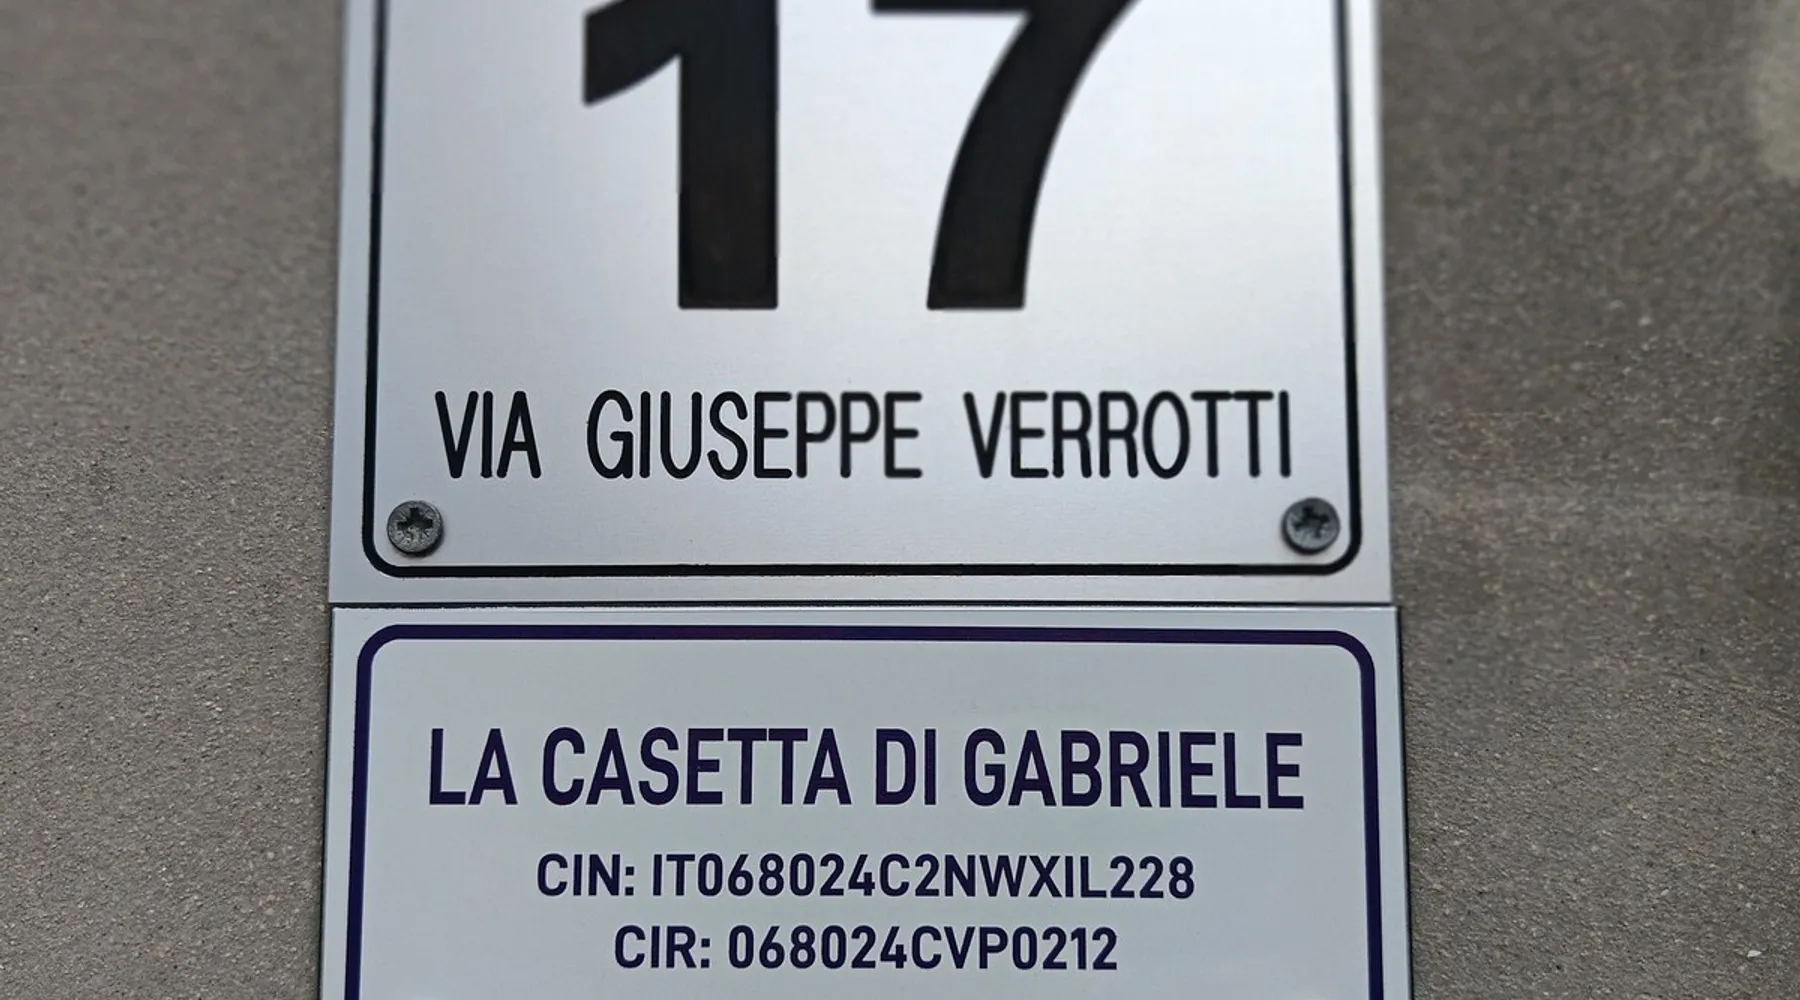 17
VIA GIUSEPPE VERROTTI
LA CASETTA DI GABRIELE
CIN: IT068024C2NWXIL228
CIR: 068024CVP0212